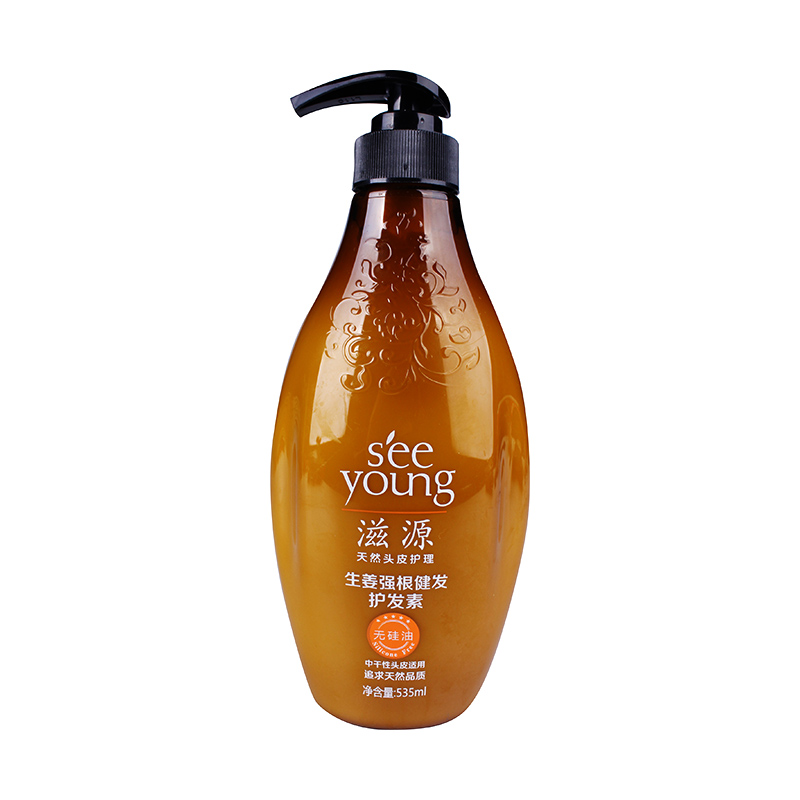 see
young
滋源
天然头皮护理
生姜强根健发
护发素
无硅油
Silicone Free
中干性头皮适用
追求天然品质
净含量:535ml